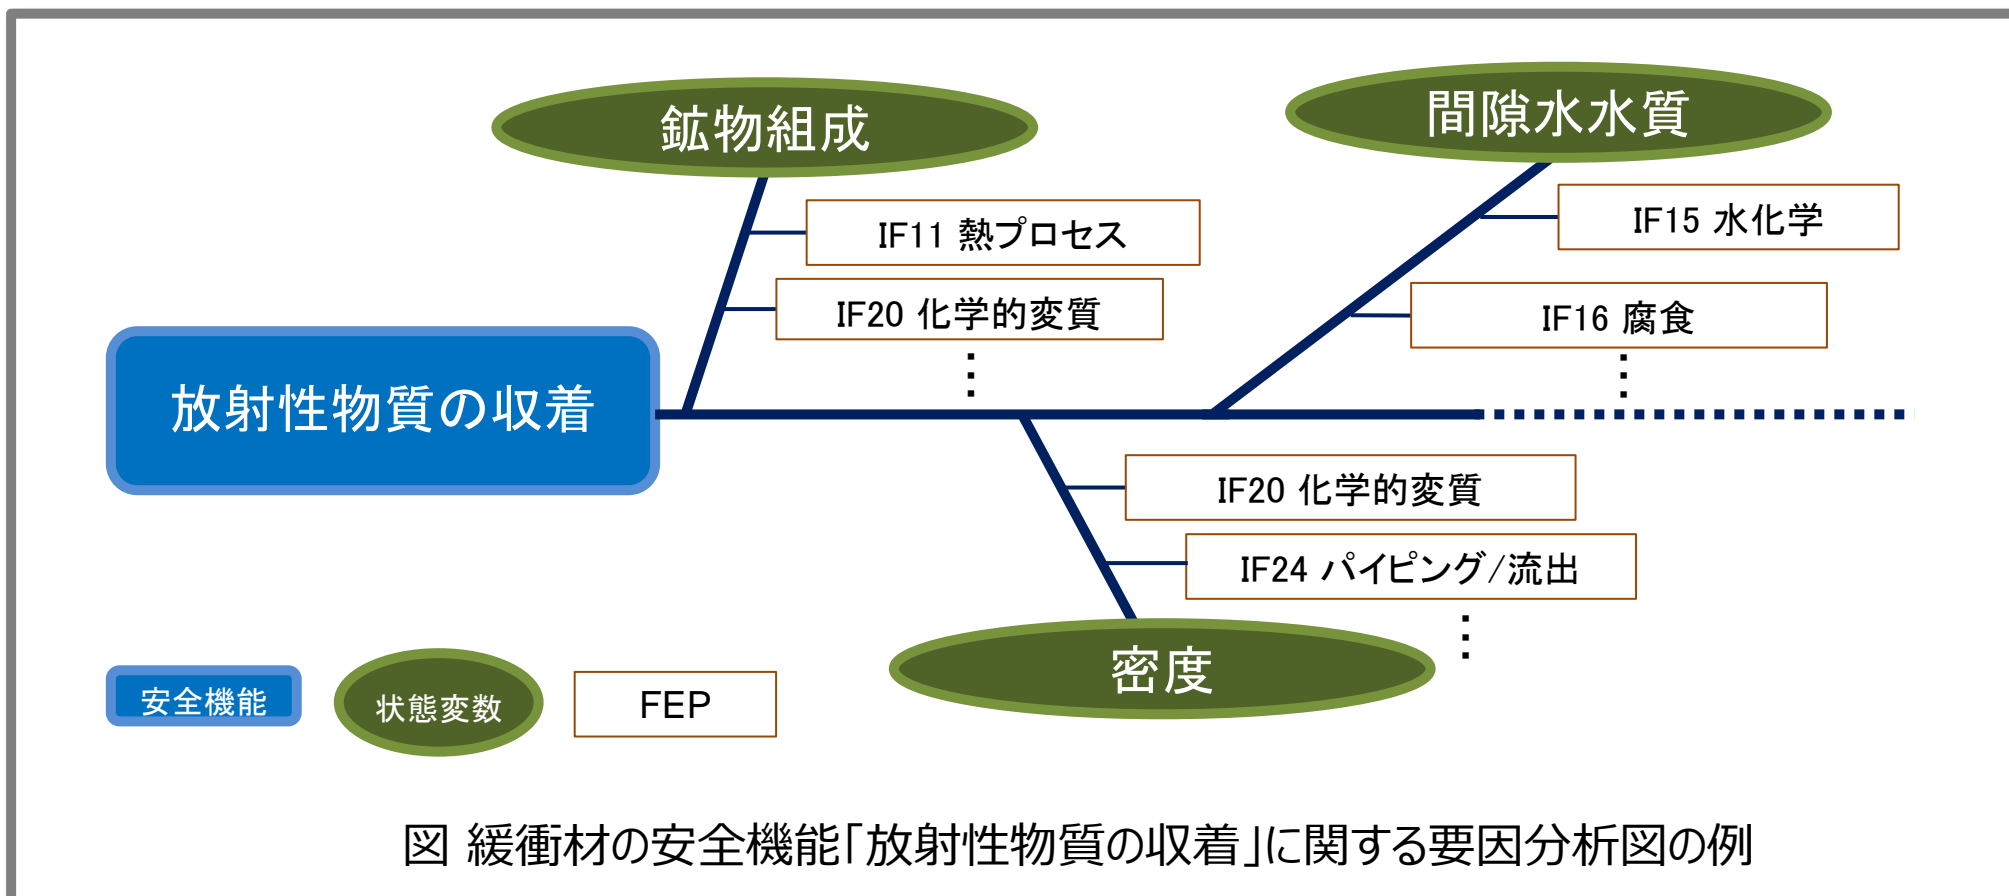 鉱物組成
間隙水水質
IF11 熱プロセス
IF15 水化学
IF20 化学的変質
IF16 腐食
放射性物質の収着
IF20 化学的変質
IF24 パイピング/流出
密度
安全機能
状態変数
FEP
図 緩衝材の安全機能「放射性物質の収着」に関する要因分析図の例